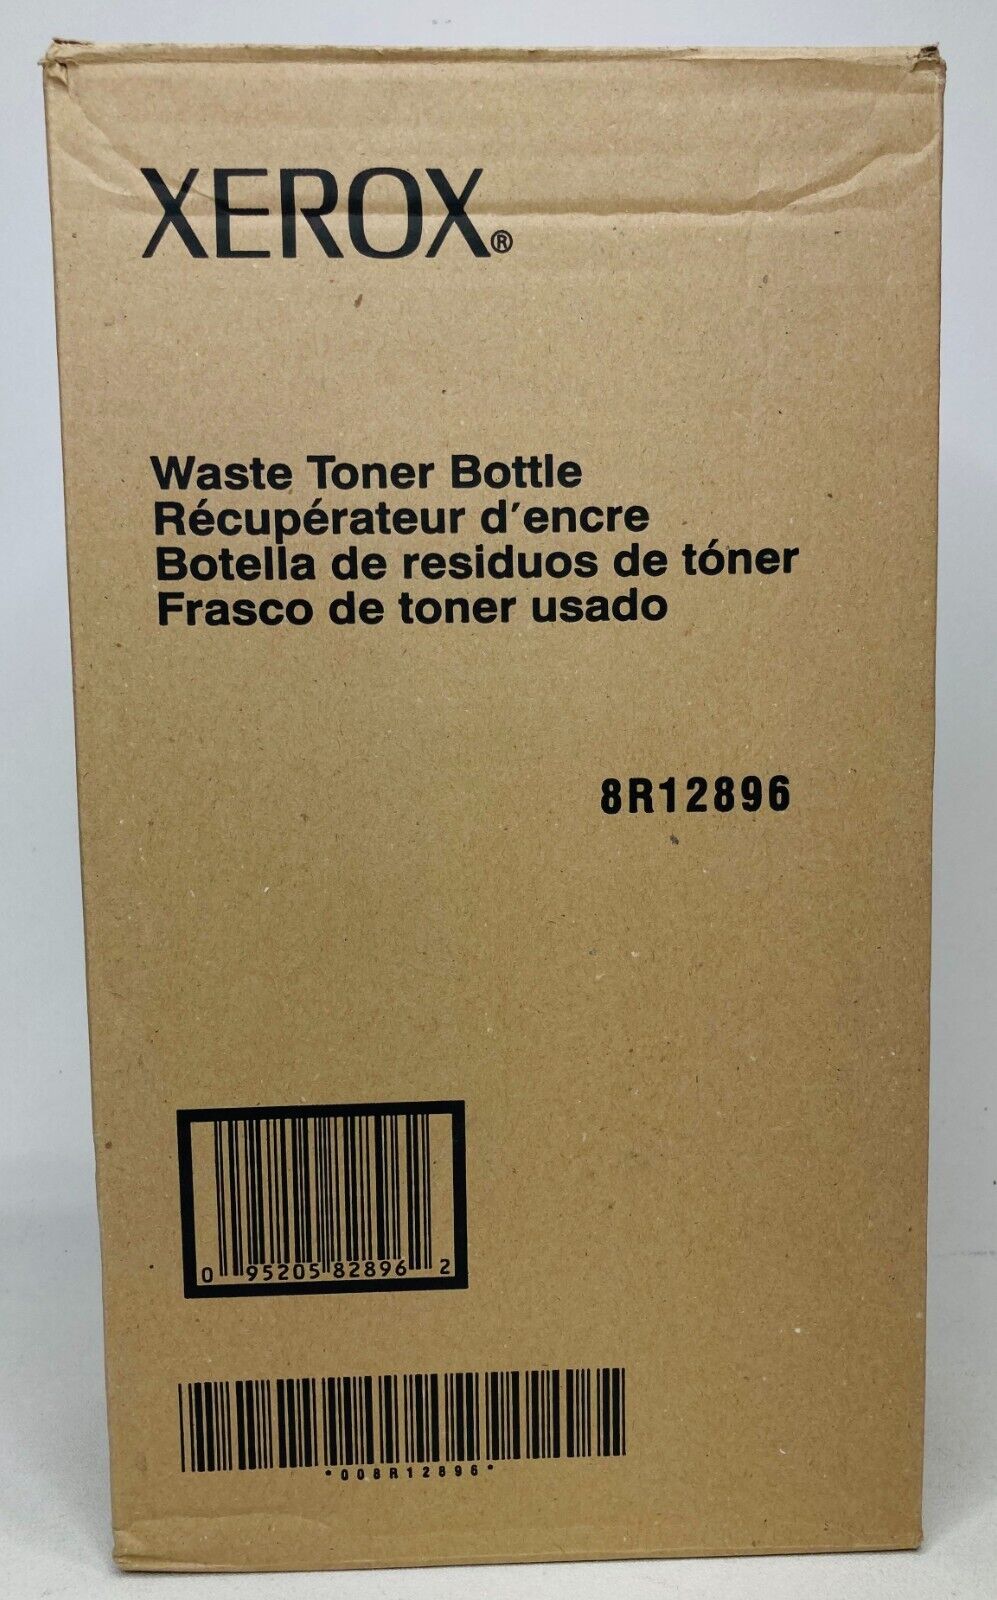 XEROX®
Waste Toner Bottle
Récupérateur d'encre
Botella de residuos de tóner
Frasco de toner usado
8R12896
0 95205 82896 2
*008R12896*